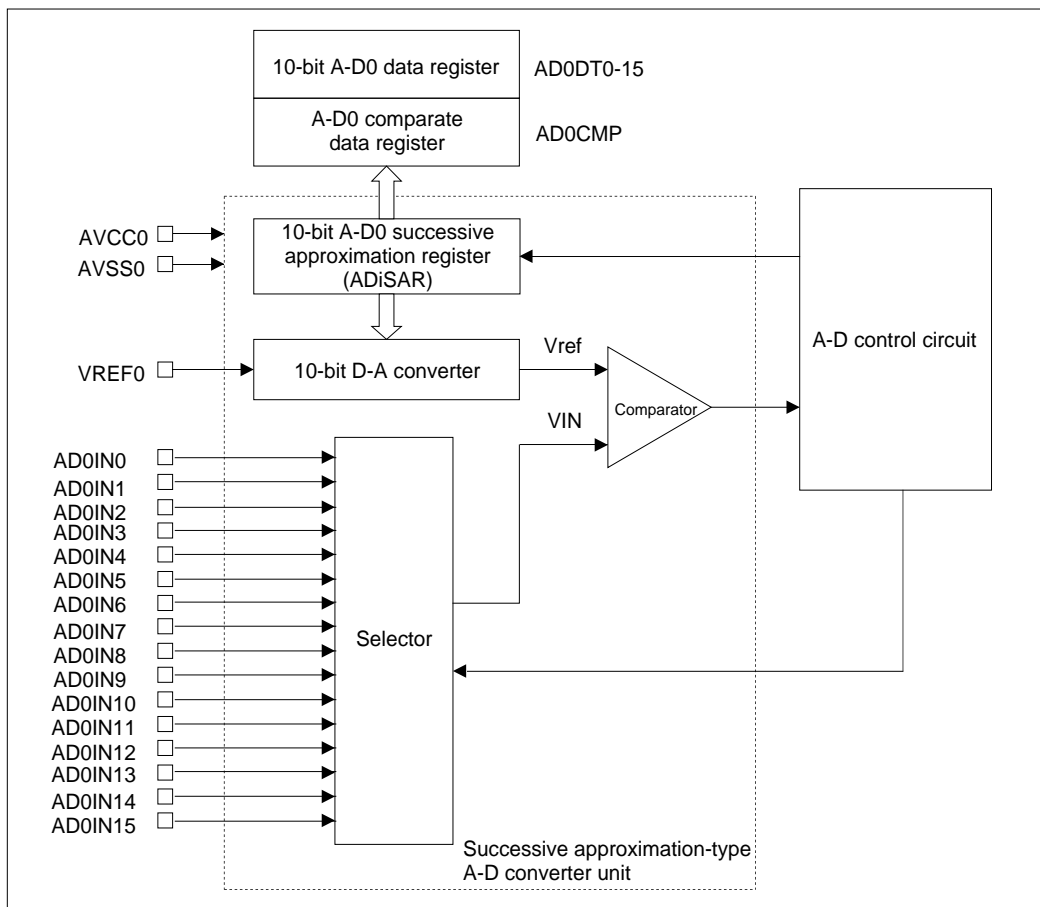 10-bit A-D0 data register
AD0DT0-15
A-D0 comparate
data register
AD0CMP
AVCC0
AVSS0
10-bit A-D0 successive
approximation register
(ADiSAR)
A-D control circuit
VREF0
10-bit D-A converter
Vref
VIN
Comparator
AD0IN0
AD0IN1
AD0IN2
AD0IN3
AD0IN4
AD0IN5
AD0IN6
AD0IN7
AD0IN8
AD0IN9
AD0IN10
AD0IN11
AD0IN12
AD0IN13
AD0IN14
AD0IN15
Selector
Successive approximation-type
A-D converter unit